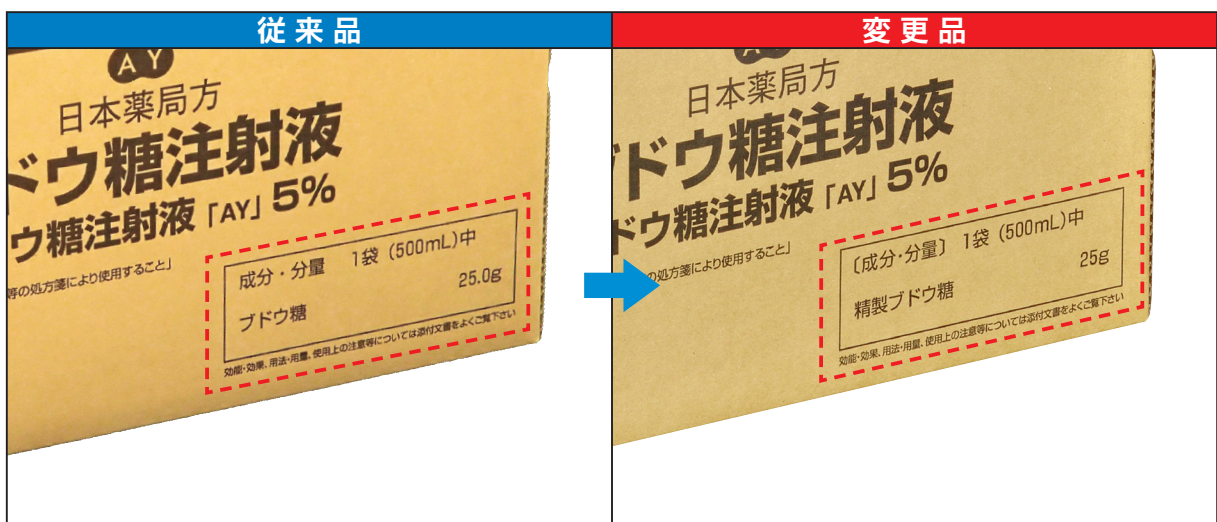 従来品
AY
日本薬局方
ドウ糖注射液
ウ糖注射液「AY」5%
等の処方箋により使用すること」
成分・分量 1袋（500mL）中
ブドウ糖 25.0g
効能・効果、用法・用量、使用上の注意等については添付文書をよくご覧下さい
変更品
AY
日本薬局方
ドウ糖注射液
ドウ糖注射液「AY」5%
の処方箋により使用すること」
〔成分・分量〕 1袋（500mL）中
精製ブドウ糖 25g
効能・効果、用法・用量、使用上の注意等については添付文書をよくご覧下さい